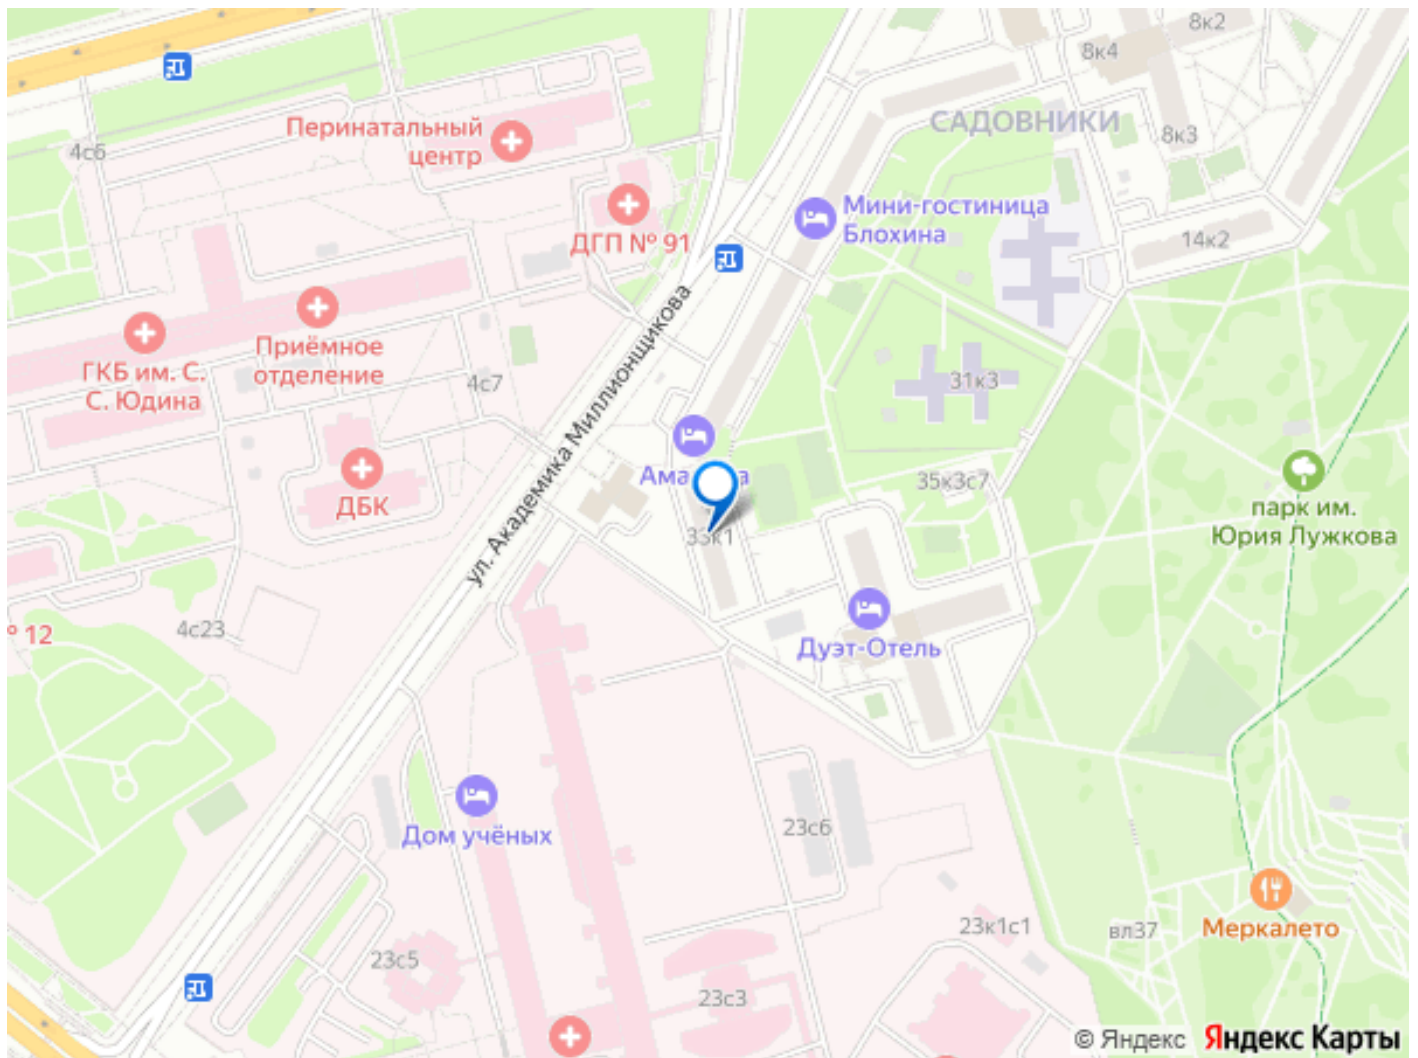 8к2
8к4
САДОВНИКИ
8к3
Перинатальный
центр
4с6
Мини-гостиница
Блохина
ДГП № 91
14к2
ул. Академика Миллионщикова
Приёмное
отделение
ГКБ им. С.
С. Юдина
4с7
31к3
35к3с7
ДБК
33к1
парк им.
Юрия Лужкова
4с23
№ 12
Дуэт-Отель
Дом учёных
23с6
23к1с1
вл37
Меркалето
23с5
23с3
© Яндекс Яндекс Карты